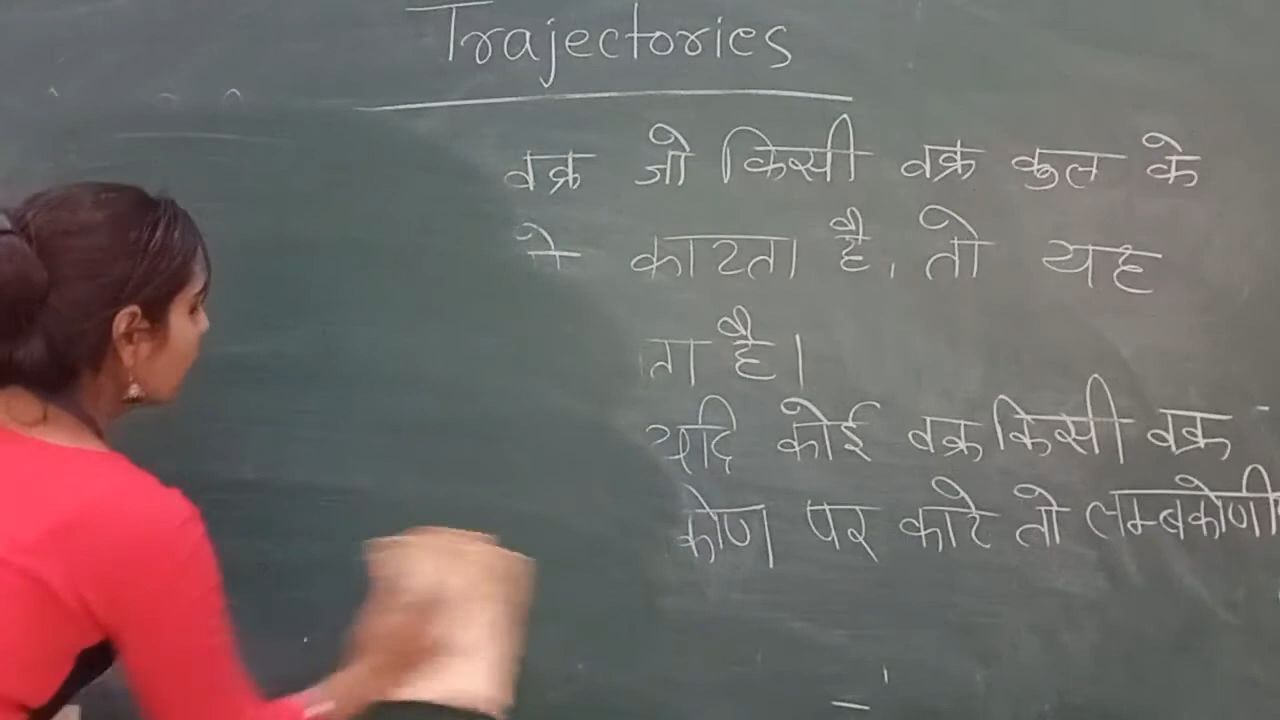 Trajectories
वक्र जो किसी वक्र कुल के
काटता है, तो यह
ता है।
यदि कोई वक्र किसी वक्र
कोण पर काटे तो लम्बकोणी